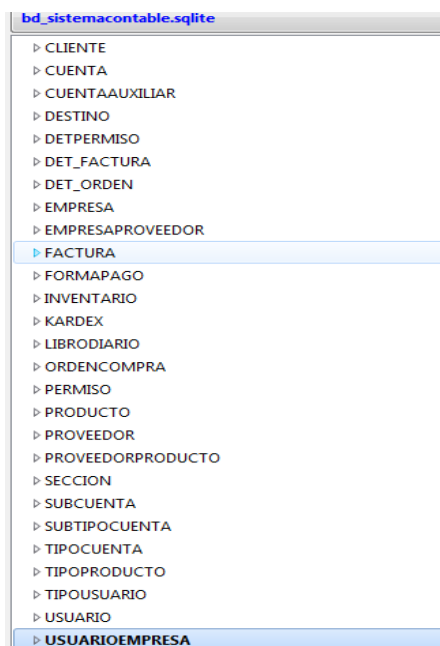 bd_sistemacontable.sqlite
CLIENTE
CUENTA
CUENTAAUXILIAR
DESTINO
DETPERMISO
DET_FACTURA
DET_ORDEN
EMPRESA
EMPRESAPROVEEDOR
FACTURA
FORMAPAGO
INVENTARIO
KARDEX
LIBRODIARIO
ORDENCOMPRA
PERMISO
PRODUCTO
PROVEEDOR
PROVEEDORPRODUCTO
SECCION
SUBCUENTA
SUBTIPOCUENTA
TIPOCUENTA
TIPOPRODUCTO
TIPOUSUARIO
USUARIO
USUARIOEMPRESA